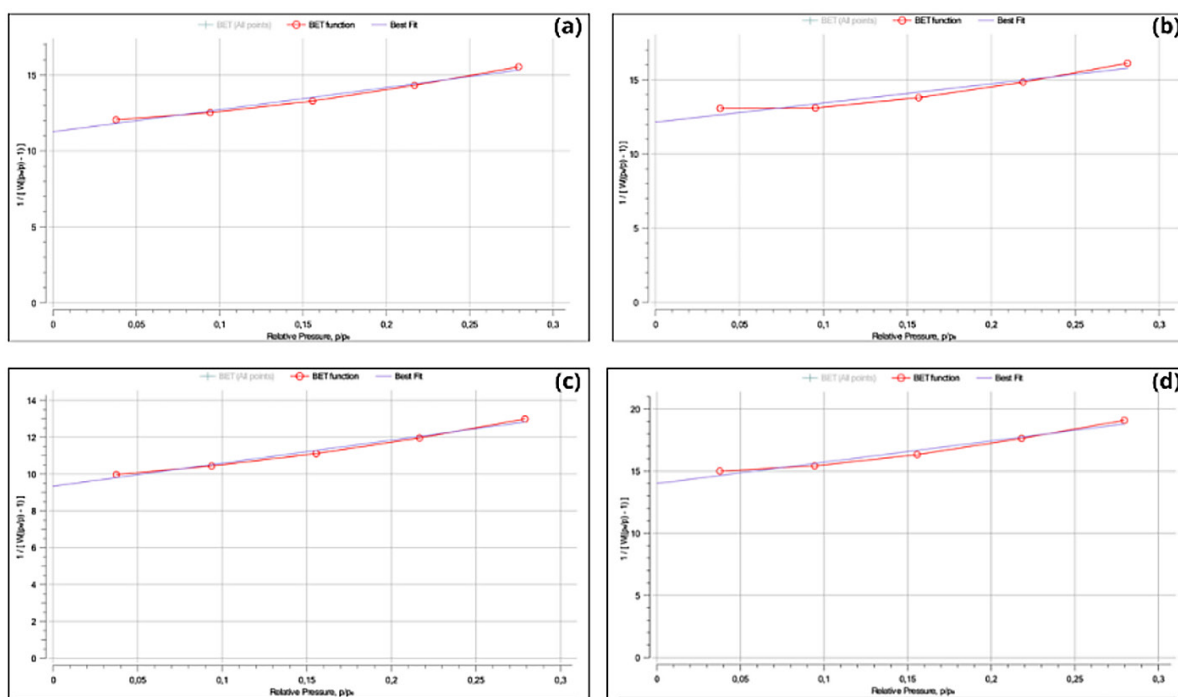 BET (All points) BET function Best Fit (a)
15
10
5
0
0 0,05 0,1 0,15 0,2 0,25 0,3
1 / [ W((p₀/p) - 1) ]
Relative Pressure, p/p₀
BET (All points) BET function Best Fit (b)
15
10
5
0
0 0,05 0,1 0,15 0,2 0,25 0,3
1 / [ W((p₀/p) - 1) ]
Relative Pressure, p/p₀
BET (All points) BET function Best Fit (c)
14
12
10
8
6
4
2
0
0 0,05 0,1 0,15 0,2 0,25 0,3
1 / [ W((p₀/p) - 1) ]
Relative Pressure, p/p₀
BET (All points) BET function Best Fit (d)
20
15
10
5
0
0 0,05 0,1 0,15 0,2 0,25 0,3
1 / [ W((p₀/p) - 1) ]
Relative Pressure, p/p₀